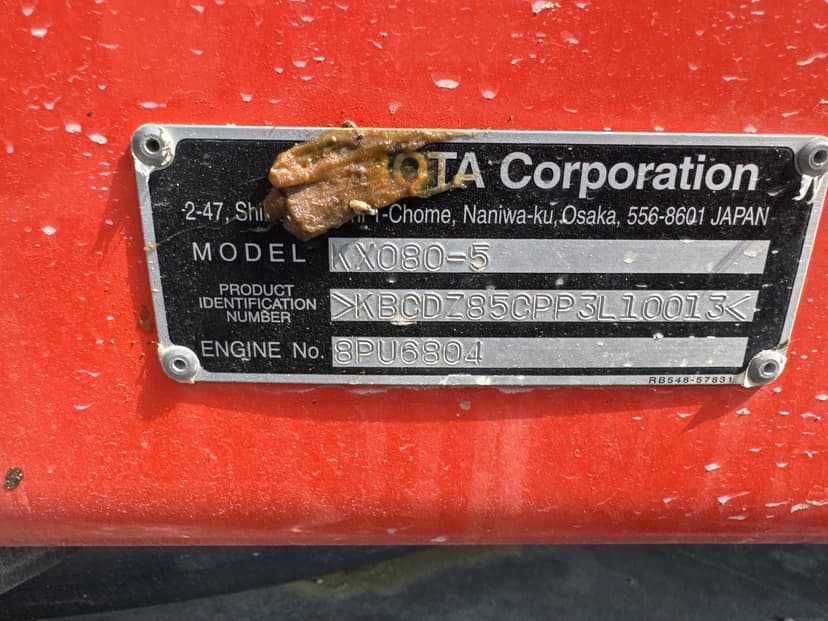 TA Corporation
2-47, 1-Chome, Naniwa-ku, Osaka, 556-8601 JAPAN
MODEL KX080-5
PRODUCT IDENTIFICATION NUMBER >KBCDZ85CPP3L10013<
ENGINE No. 8PU6804
RB548-57831